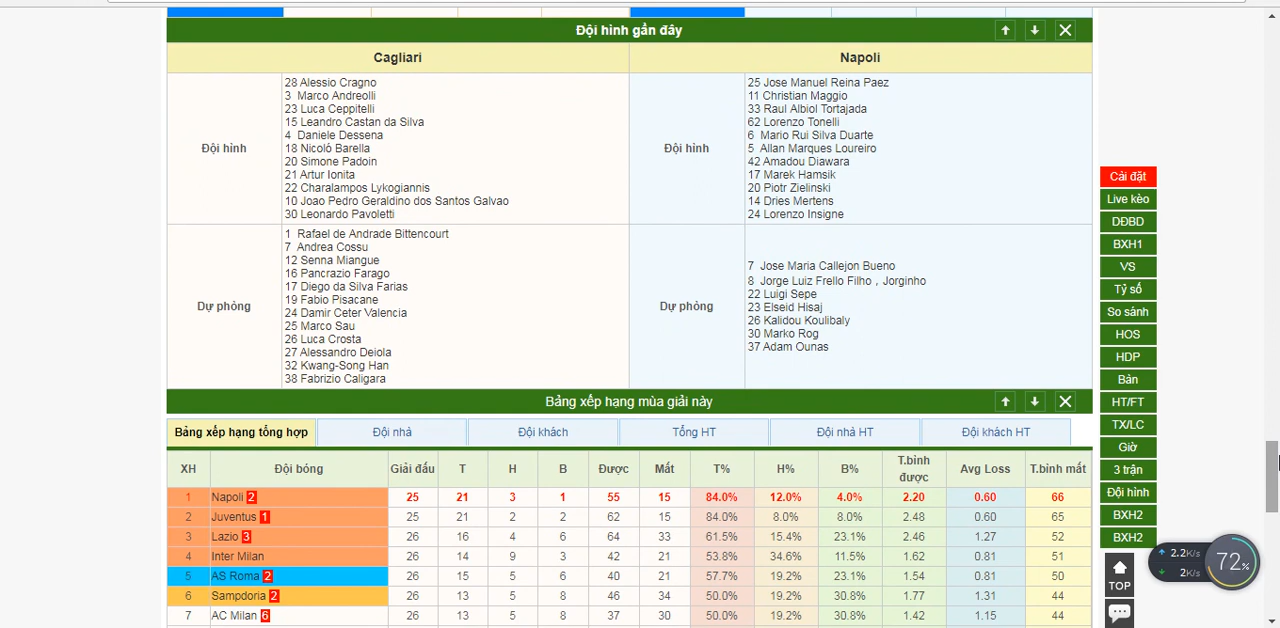 Đội hình gần đây
Cagliari
Napoli
Đội hình
28 Alessio Cragno
3 Marco Andreolli
23 Luca Ceppitelli
15 Leandro Castan da Silva
4 Daniele Dessena
18 Nicoló Barella
20 Simone Padoin
21 Artur Ionita
22 Charalampos Lykogiannis
10 Joao Pedro Geraldino dos Santos Galvao
30 Leonardo Pavoletti
Đội hình
25 Jose Manuel Reina Paez
11 Christian Maggio
33 Raul Albiol Tortajada
62 Lorenzo Tonelli
6 Mario Rui Silva Duarte
5 Allan Marques Loureiro
42 Amadou Diawara
17 Marek Hamsik
20 Piotr Zielinski
14 Dries Mertens
24 Lorenzo Insigne
Dự phòng
1 Rafael de Andrade Bittencourt
7 Andrea Cossu
12 Senna Miangue
16 Pancrazio Farago
17 Diego da Silva Farias
19 Fabio Pisacane
24 Damir Ceter Valencia
25 Marco Sau
26 Luca Crosta
27 Alessandro Deiola
32 Kwang-Song Han
38 Fabrizio Caligara
Dự phòng
7 Jose Maria Callejon Bueno
8 Jorge Luiz Frello Filho，Jorginho
22 Luigi Sepe
23 Elseid Hisaj
26 Kalidou Koulibaly
30 Marko Rog
37 Adam Ounas
Bảng xếp hạng mùa giải này
Bảng xếp hạng tổng hợp Đội nhà Đội khách Tổng HT Đội nhà HT Đội khách HT
XH Đội bóng Giải đấu T H B Được Mất T% H% B% T.bình được Avg Loss T.bình mất
1 Napoli 2 25 21 3 1 55 15 84.0% 12.0% 4.0% 2.20 0.60 66
2 Juventus 1 25 21 2 2 62 15 84.0% 8.0% 8.0% 2.48 0.60 65
3 Lazio 3 26 16 4 6 64 33 61.5% 15.4% 23.1% 2.46 1.27 52
4 Inter Milan 26 14 9 3 42 21 53.8% 34.6% 11.5% 1.62 0.81 51
5 AS Roma 2 26 15 5 6 40 21 57.7% 19.2% 23.1% 1.54 0.81 50
6 Sampdoria 2 26 13 5 8 46 34 50.0% 19.2% 30.8% 1.77 1.31 44
7 AC Milan 6 26 13 5 8 37 30 50.0% 19.2% 30.8% 1.42 1.15 44
Cài đặt
Live kèo
DĐBD
BXH1
VS
Tỷ số
So sánh
HOS
HDP
Bàn
HT/FT
TX/LC
Giờ
3 trận
Đội hình
BXH2
BXH2
TOP
2.2K/s
2K/s
72%